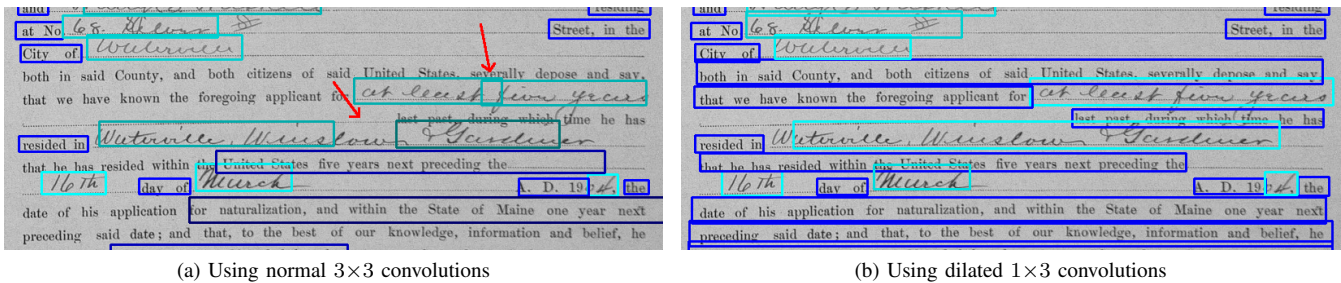 and residing
at No. 68.
Street, in the
City of Waterville
both in said County, and both citizens of said United States, severally depose and say,
that we have known the foregoing applicant for at least five years
last past, during which time he has
resided in Waterville, Winslow & Gardiner
that he has resided within the United States five years next preceding the
16th day of March A. D. 1904, the
date of his application for naturalization, and within the State of Maine one year next
preceding said date; and that, to the best of our knowledge, information and belief, he
(a) Using normal 3×3 convolutions
and residing
at No. 68.
Street, in the
City of Waterville
both in said County, and both citizens of said United States, severally depose and say,
that we have known the foregoing applicant for at least five years
last past, during which time he has
resided in Waterville, Winslow & Gardiner
that he has resided within the United States five years next preceding the
16th day of March A. D. 1904, the
date of his application for naturalization, and within the State of Maine one year next
preceding said date; and that, to the best of our knowledge, information and belief, he
(b) Using dilated 1×3 convolutions